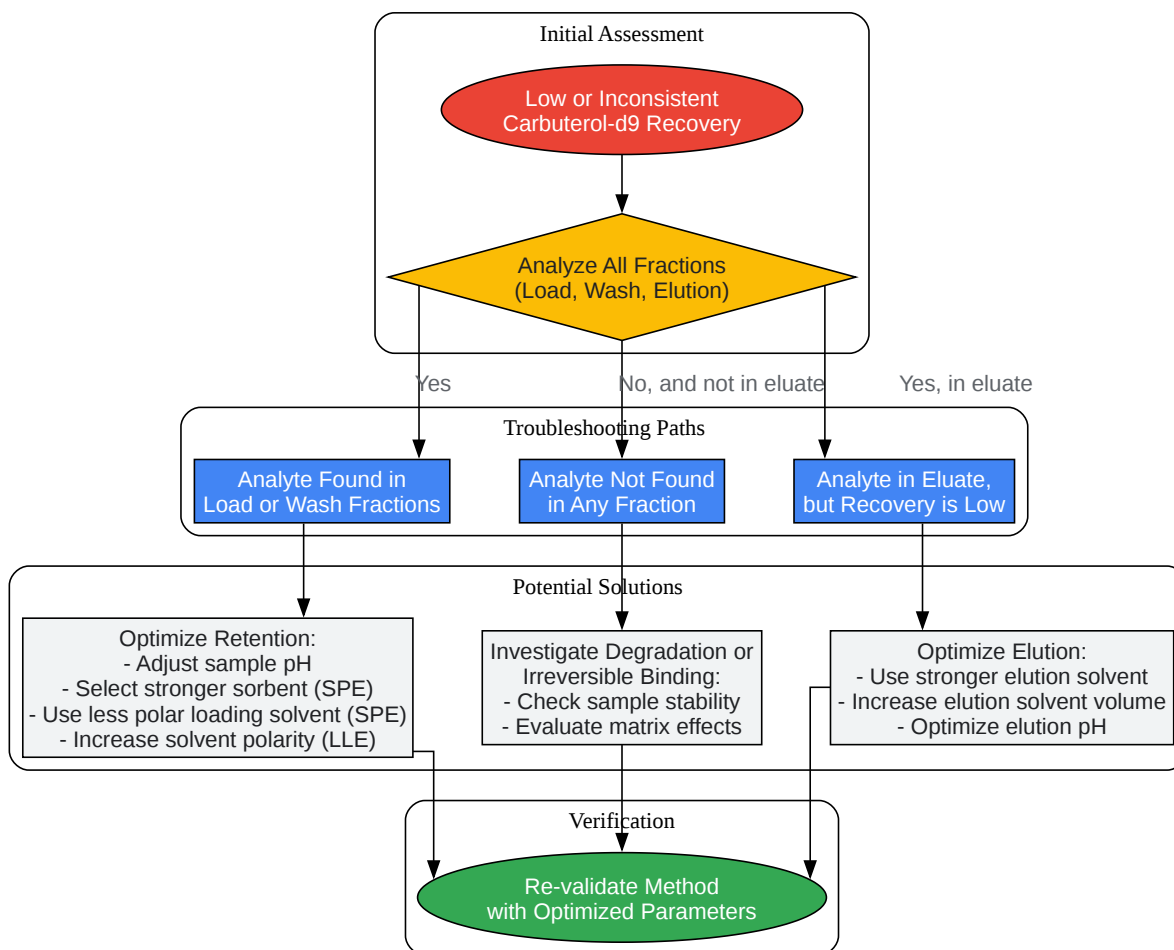 Initial Assessment
Low or Inconsistent
Carbuterol-d9 Recovery
Analyze All Fractions
(Load, Wash, Elution)
Yes
No, and not in eluate
Yes, in eluate
Troubleshooting Paths
Analyte Found in
Load or Wash Fractions
Analyte Not Found
in Any Fraction
Analyte in Eluate,
but Recovery is Low
Potential Solutions
Optimize Retention:
- Adjust sample pH
- Select stronger sorbent (SPE)
- Use less polar loading solvent (SPE)
- Increase solvent polarity (LLE)
Investigate Degradation or
Irreversible Binding:
- Check sample stability
- Evaluate matrix effects
Optimize Elution:
- Use stronger elution solvent
- Increase elution solvent volume
- Optimize elution pH
Verification
Re-validate Method
with Optimized Parameters